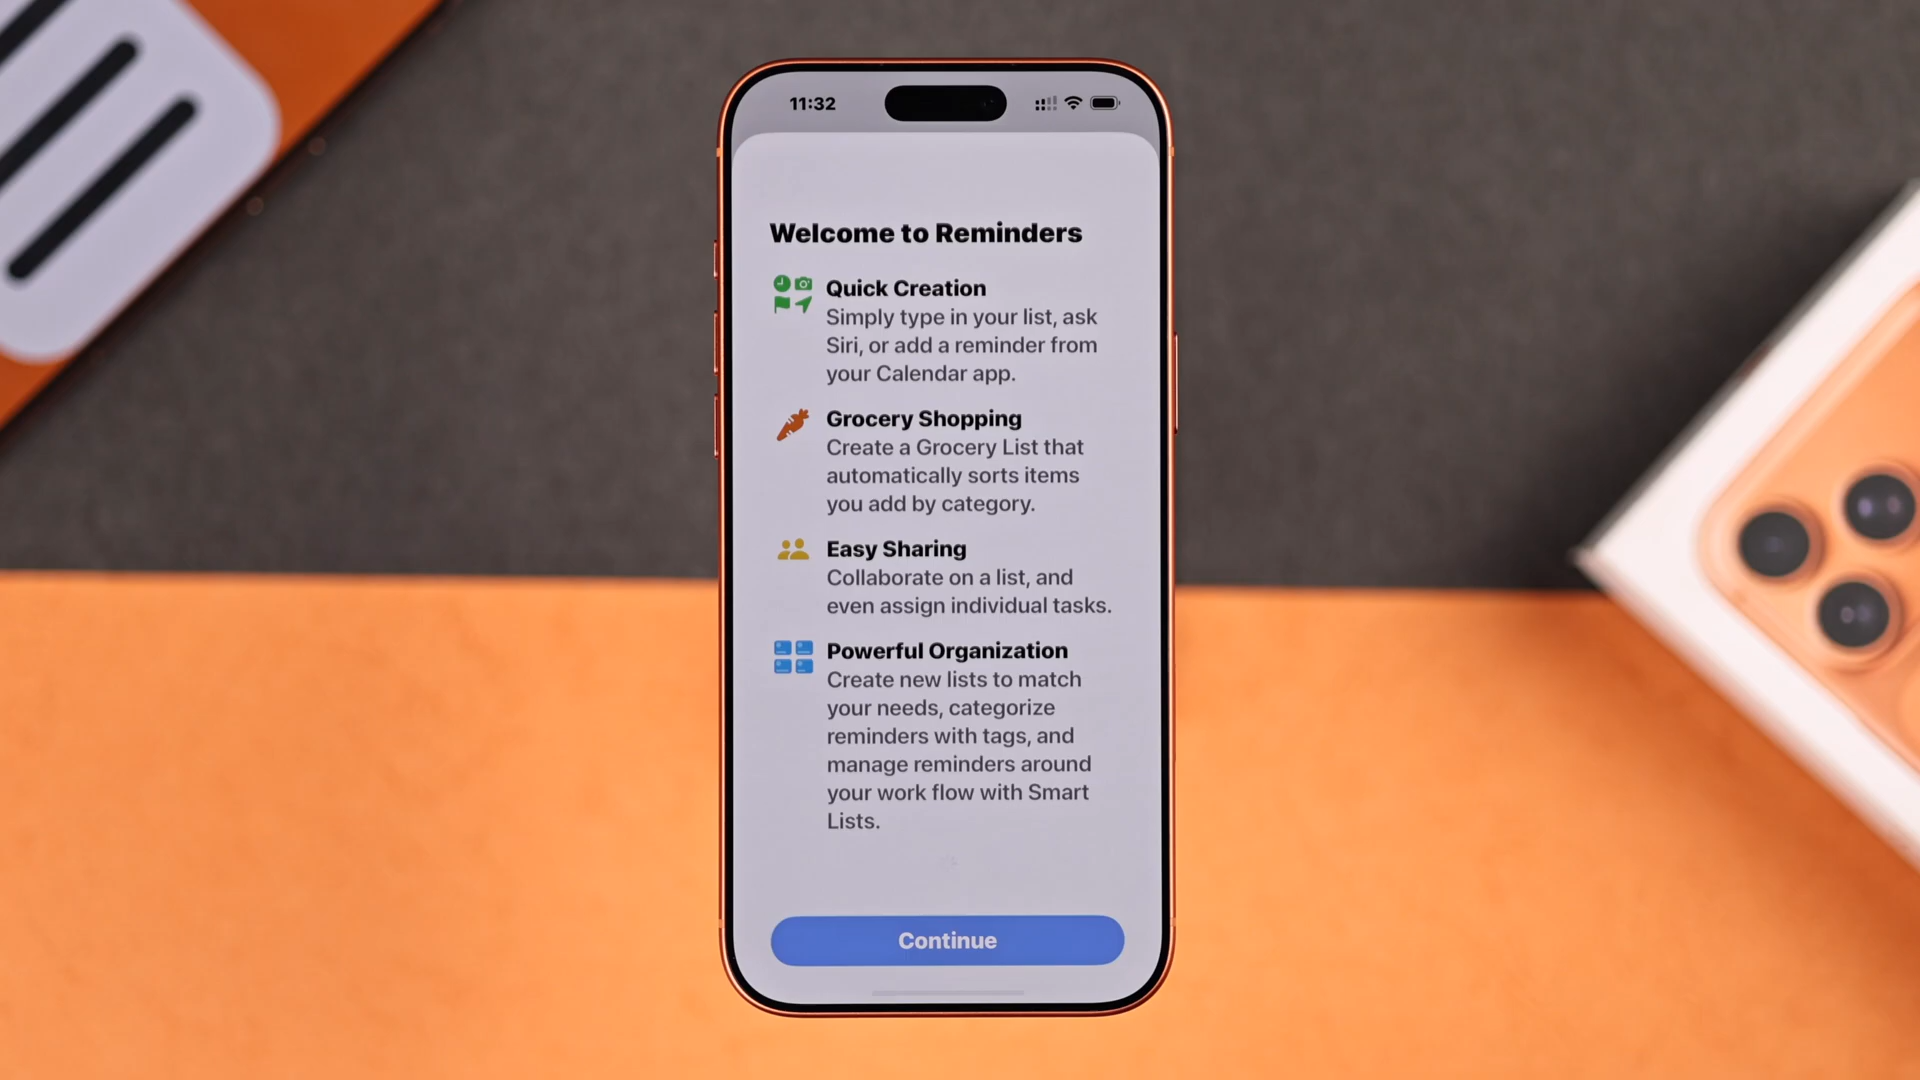 11:32
Welcome to Reminders
Quick Creation
Simply type in your list, ask
Siri, or add a reminder from
your Calendar app.
Grocery Shopping
Create a Grocery List that
automatically sorts items
you add by category.
Easy Sharing
Collaborate on a list, and
even assign individual tasks.
Powerful Organization
Create new lists to match
your needs, categorize
reminders with tags, and
manage reminders around
your work flow with Smart
Lists.
Continue